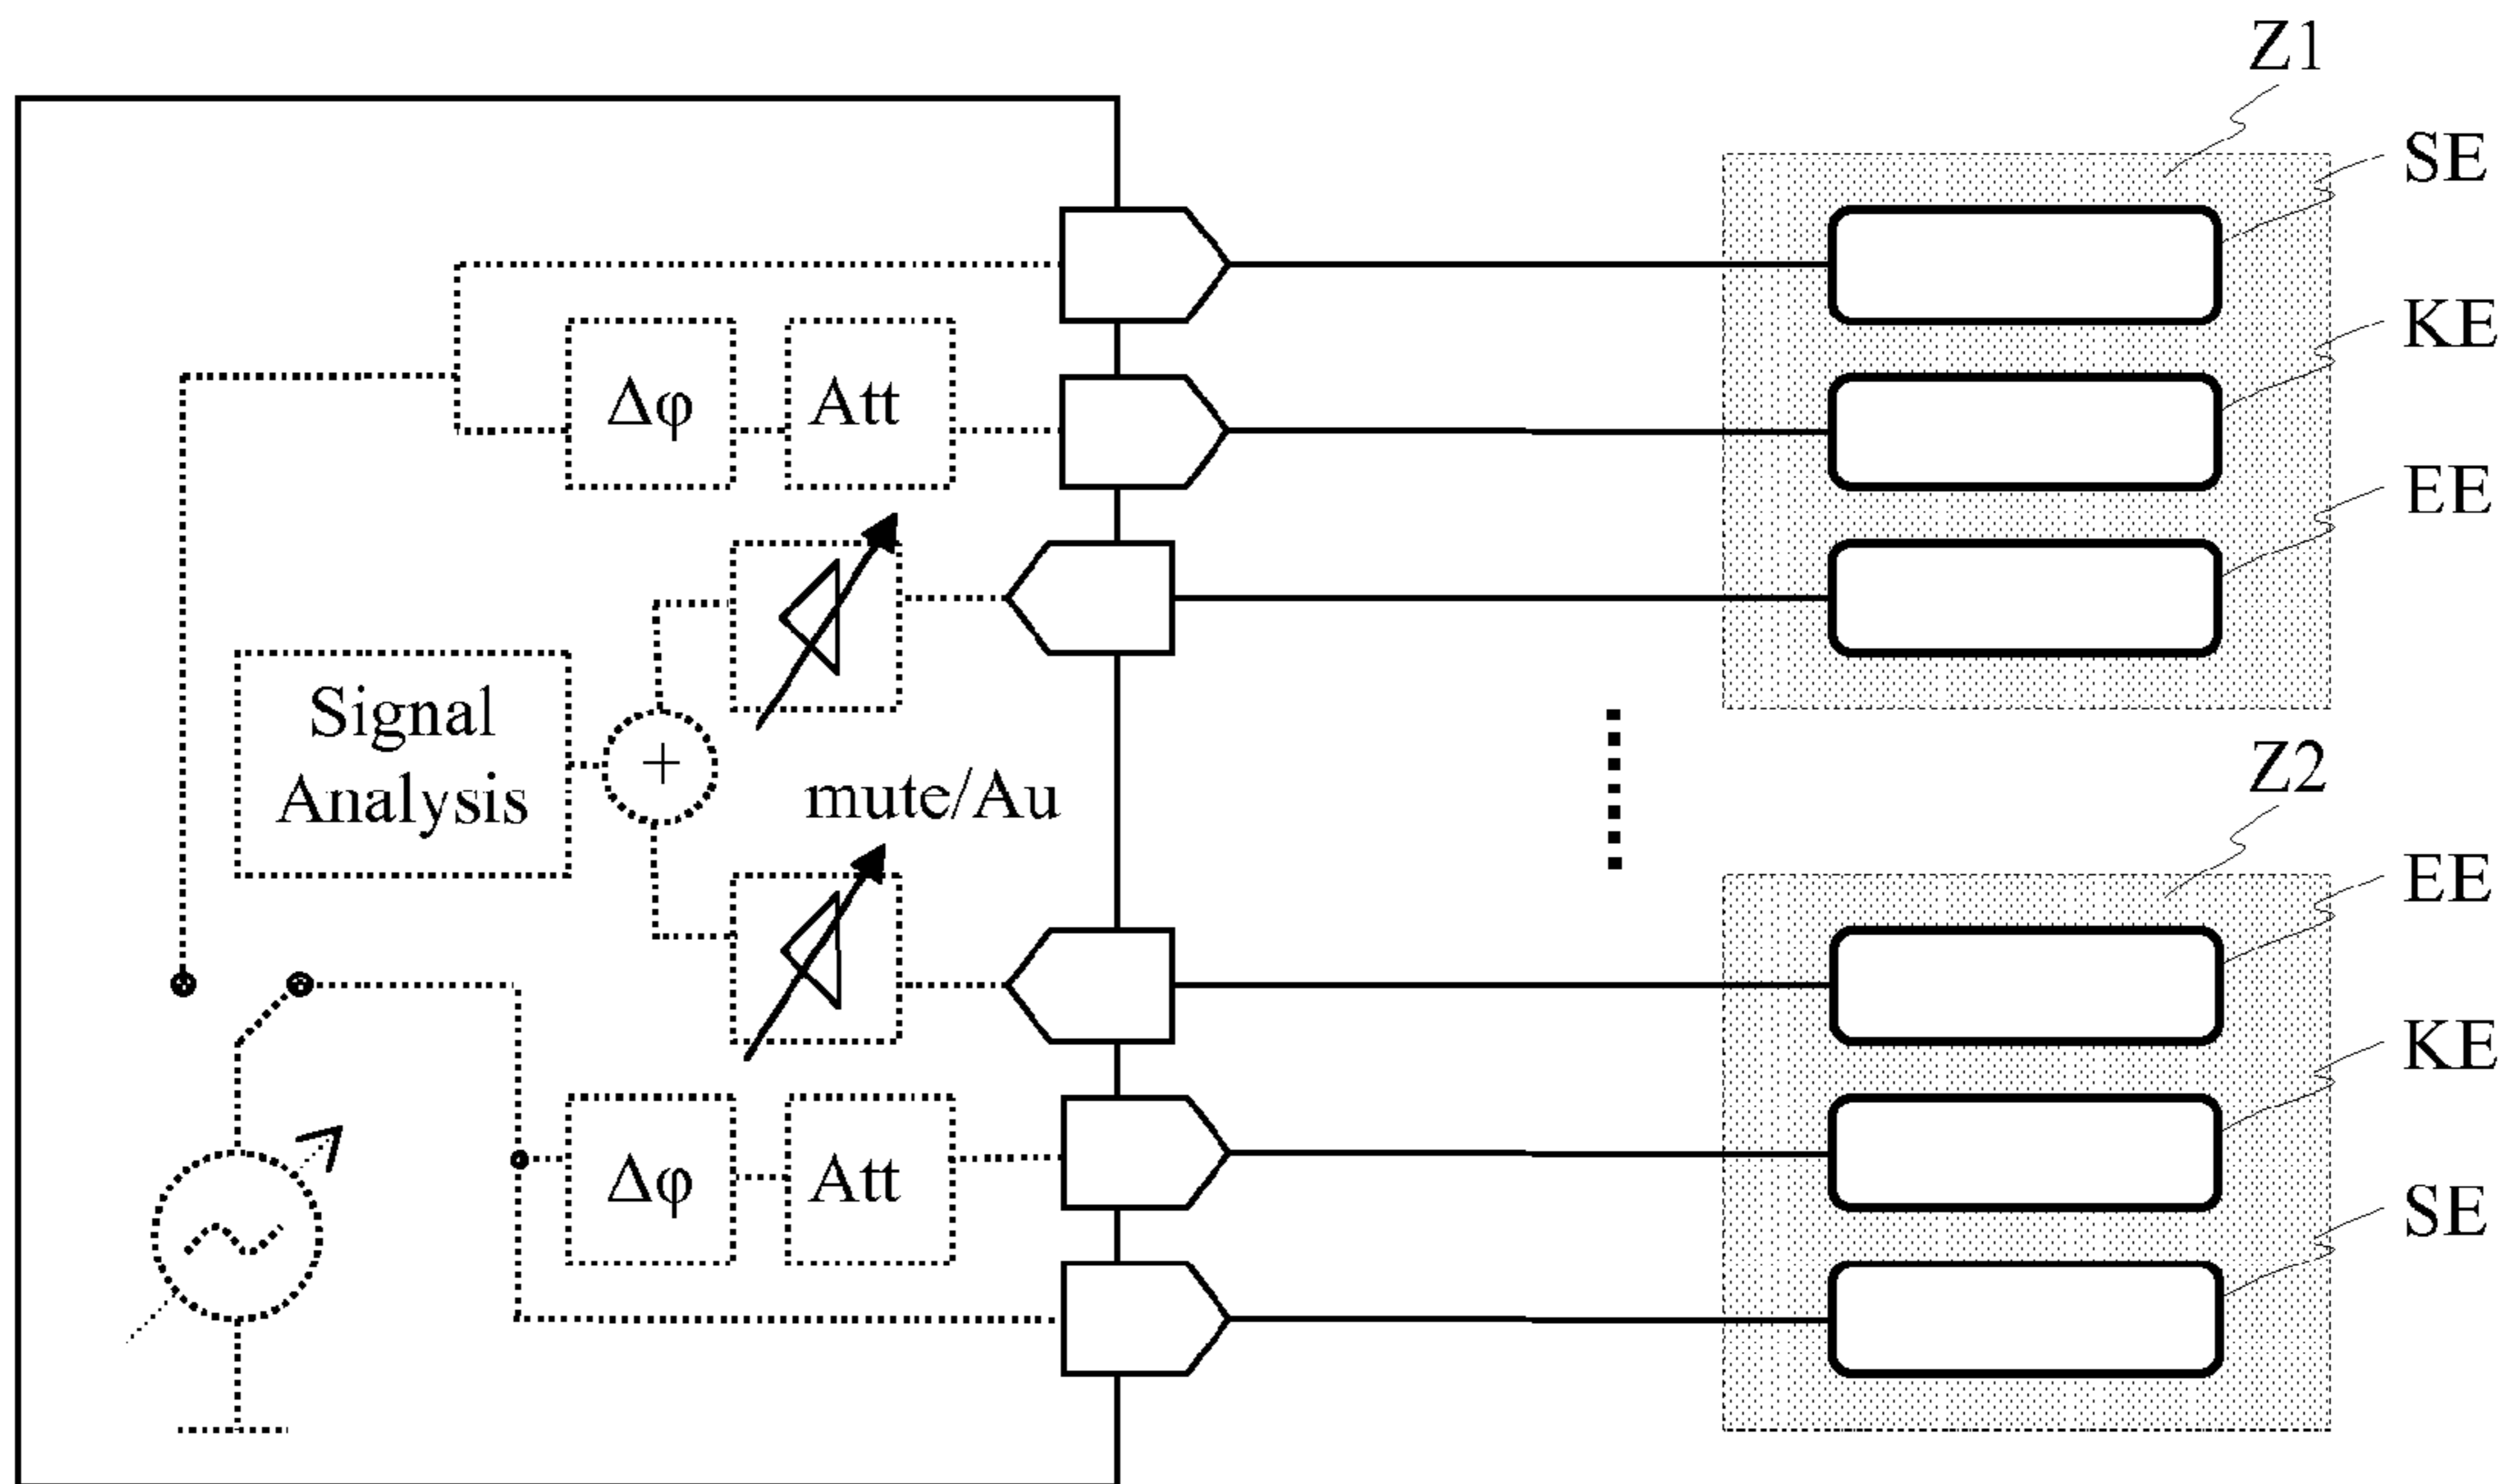 Z1
SE
KE
Δφ Att
EE
Signal
Analysis
+
mute/Au
Z2
EE
KE
Δφ Att
SE